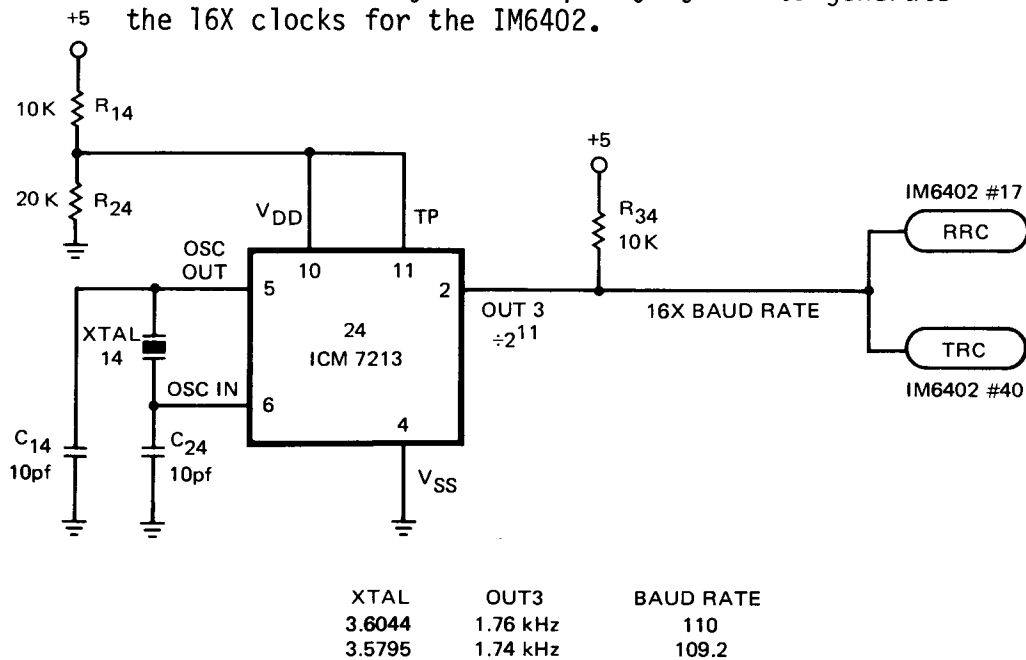 the 16X clocks for the IM6402.
+5
10K R14
20K R24
VDD
TP
+5
R34
10K
IM6402 #17
RRC
OSC
OUT
5
10
11
2
OUT 3
÷2^11
16X BAUD RATE
24
ICM 7213
XTAL
14
TRC
IM6402 #40
OSC IN
6
4
C14
10pf
C24
10pf
VSS
XTAL OUT3 BAUD RATE
3.6044 1.76 kHz 110
3.5795 1.74 kHz 109.2